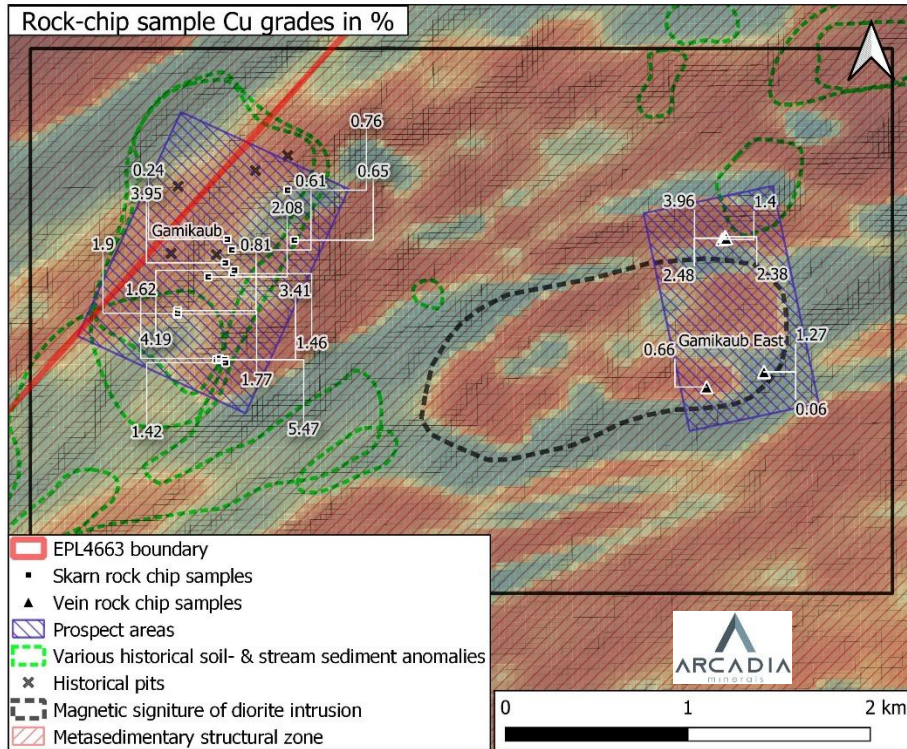 Rock-chip sample Cu grades in %
0.76
0.24
0.61
0.65
3.95
2.08
3.96
1.4
Gamikaub
1.9
0.81
1.62
3.41
2.48
2.38
4.19
1.46
0.66
Gamikaub East
1.27
1.77
0.06
1.42
5.47
EPL4663 boundary
Skarn rock chip samples
Vein rock chip samples
Prospect areas
Various historical soil- & stream sediment anomalies
Historical pits
Magnetic signiture of diorite intrusion
Metasedimentary structural zone
ARCADIA
minerals
0 1 2 km